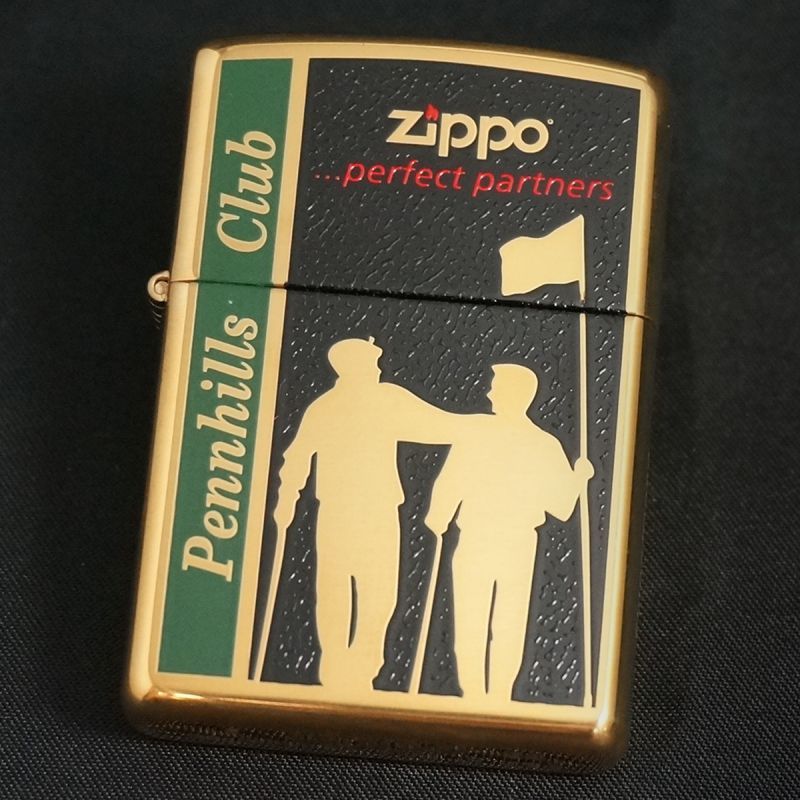 zippo
...perfect partners
Pennhills Club